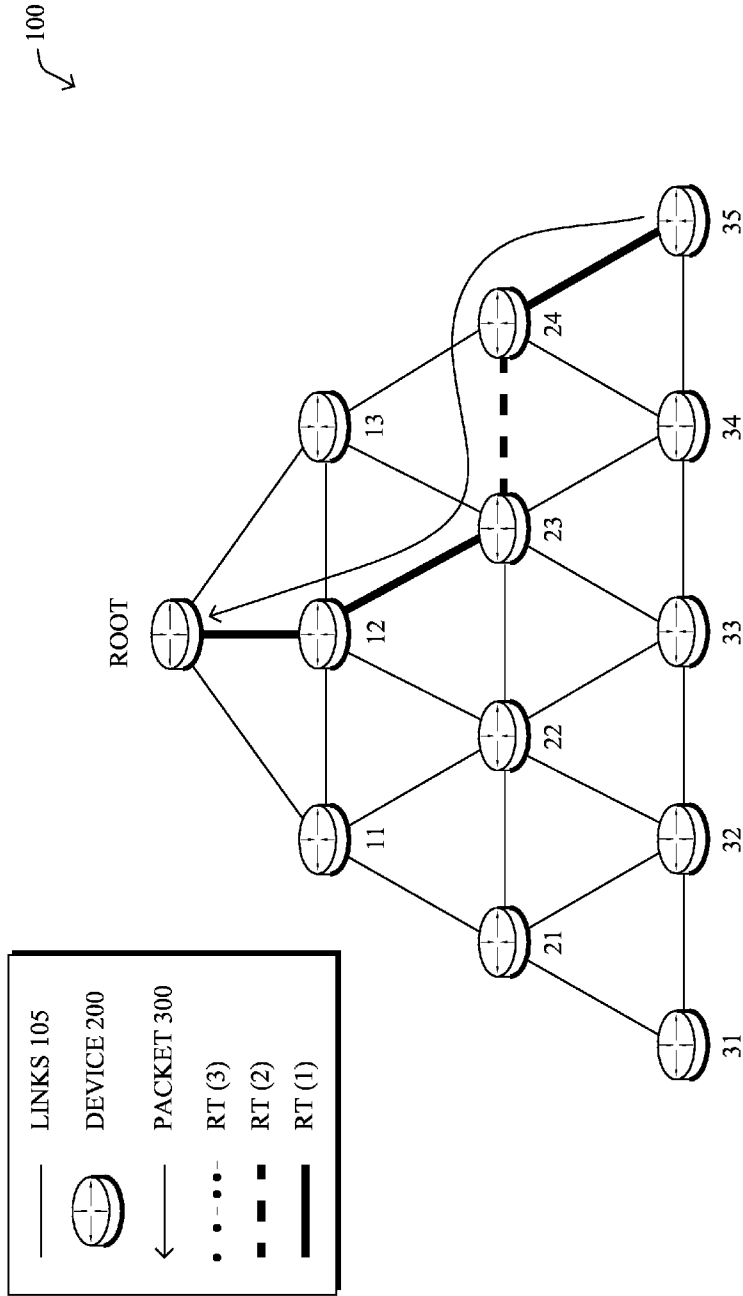 100
ROOT
11
12
13
21
22
23
24
31
32
33
34
35
LINKS 105
DEVICE 200
PACKET 300
RT (3)
RT (2)
RT (1)